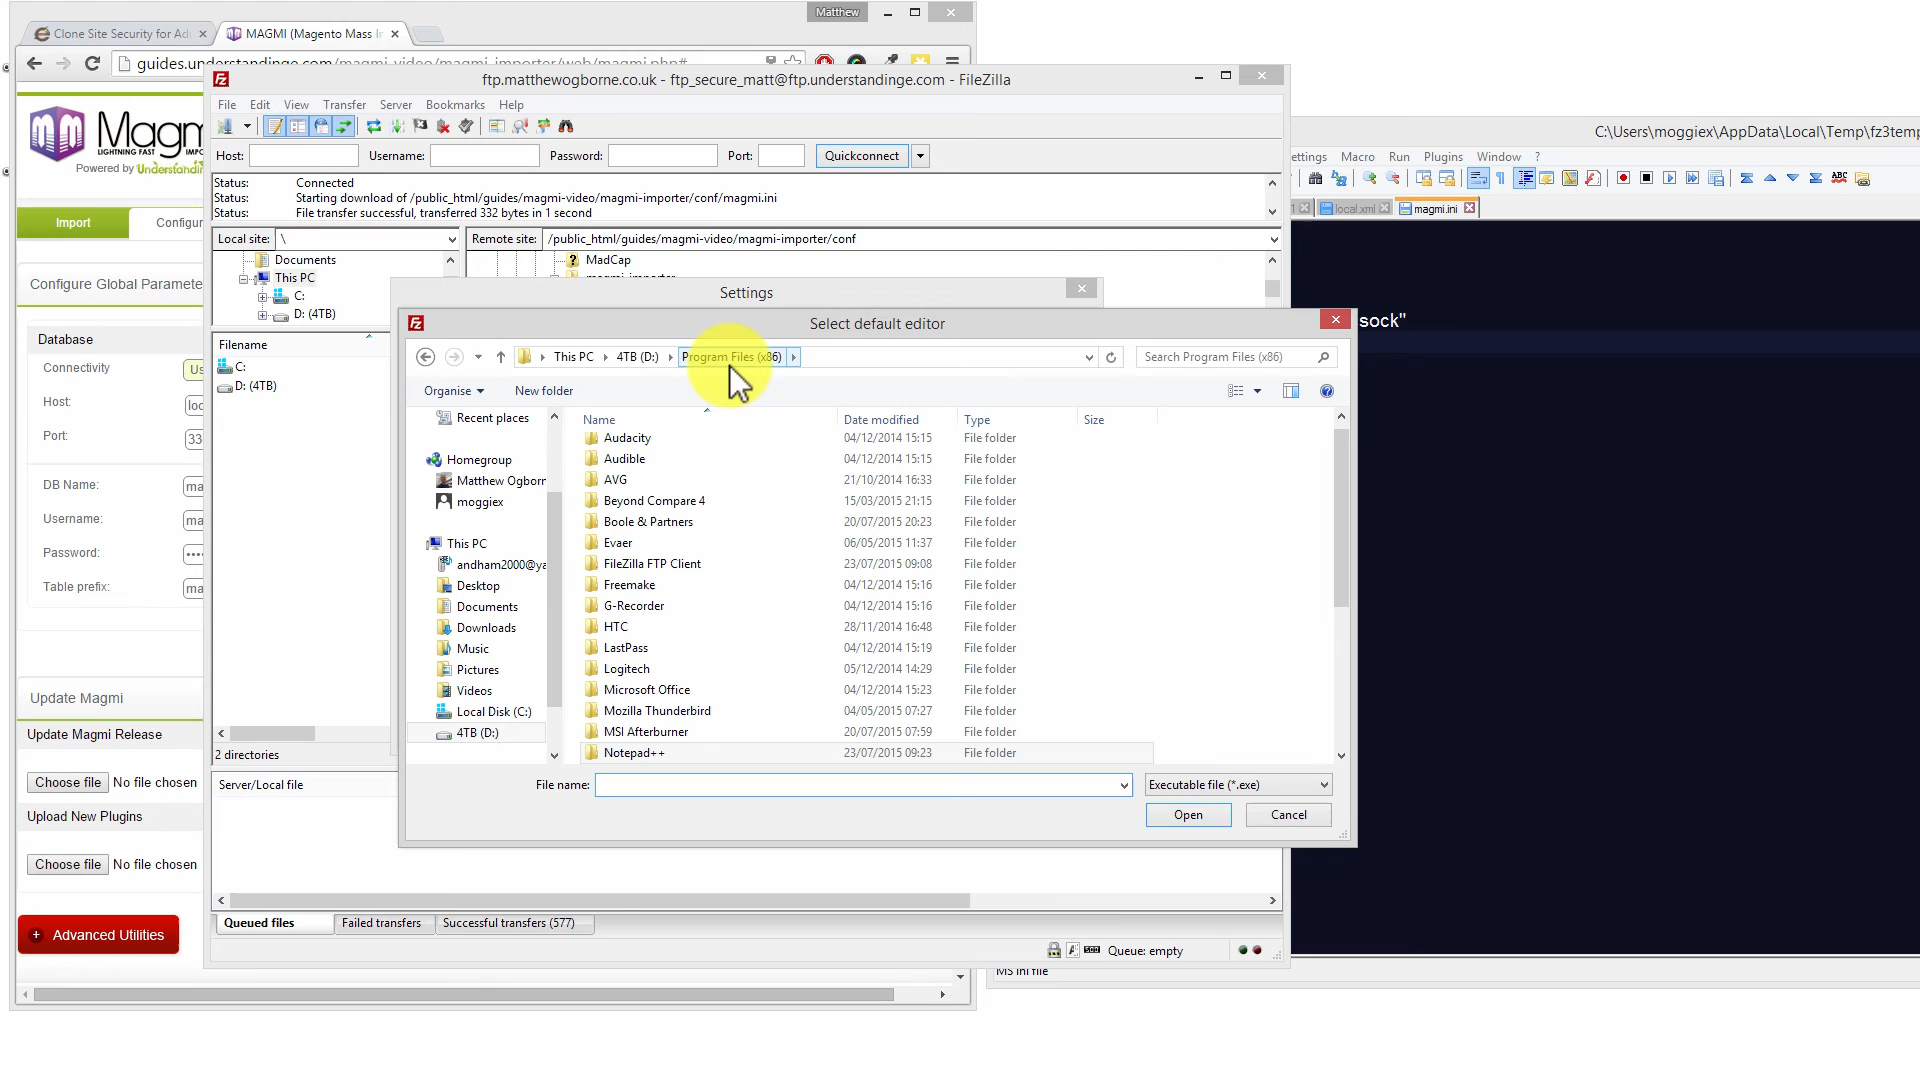 Matthew
Clone Site Security for Ad
MAGMI (Magento Mass Ir
guides.understandinge.com/magmi-video/magmi-importer/web/magmi.php#
ftp.matthewogborne.co.uk - ftp_secure_matt@ftp.understandinge.com - FileZilla
File Edit View Transfer Server Bookmarks Help
Host: Username: Password: Port: Quickconnect
Status: Connected
Status: Starting download of /public_html/guides/magmi-video/magmi-importer/conf/magmi.ini
Status: File transfer successful, transferred 332 bytes in 1 second
Local site: \ Remote site: /public_html/guides/magmi-video/magmi-importer/conf
Documents
This PC
C:
D: (4TB)
MadCap
Filename
C:
D: (4TB)
2 directories
Server/Local file
Queued files Failed transfers Successful transfers (577)
Queue: empty
Magm
LIGHTNING FAST IMPO
Powered by Understandin
Import Configur
Configure Global Paramete
Database
Connectivity Us
Host: loc
Port: 33
DB Name: ma
Username: ma
Password: ••••
Table prefix: ma
Update Magmi
Update Magmi Release
Choose file No file chosen
Upload New Plugins
Choose file No file chosen
+ Advanced Utilities
Settings
Select default editor
This PC 4TB (D:) Program Files (x86) Search Program Files (x86)
Organise New folder
Recent places
Homegroup
Matthew Ogborn
moggiex
This PC
andham2000@ya
Desktop
Documents
Downloads
Music
Pictures
Videos
Local Disk (C:)
4TB (D:)
Name Date modified Type Size
Audacity 04/12/2014 15:15 File folder
Audible 04/12/2014 15:15 File folder
AVG 21/10/2014 16:33 File folder
Beyond Compare 4 15/03/2015 21:15 File folder
Boole & Partners 20/07/2015 20:23 File folder
Evaer 06/05/2015 11:37 File folder
FileZilla FTP Client 23/07/2015 09:08 File folder
Freemake 04/12/2014 15:16 File folder
G-Recorder 04/12/2014 15:16 File folder
HTC 28/11/2014 16:48 File folder
LastPass 04/12/2014 15:19 File folder
Logitech 05/12/2014 14:29 File folder
Microsoft Office 04/12/2014 15:23 File folder
Mozilla Thunderbird 04/05/2015 07:27 File folder
MSI Afterburner 20/07/2015 07:59 File folder
Notepad++ 23/07/2015 09:23 File folder
File name: Executable file (*.exe)
Open Cancel
C:\Users\moggiex\AppData\Local\Temp\fz3temp
ettings Macro Run Plugins Window ?
ABC
local.xml magmi.ini
sock"
MS ini file